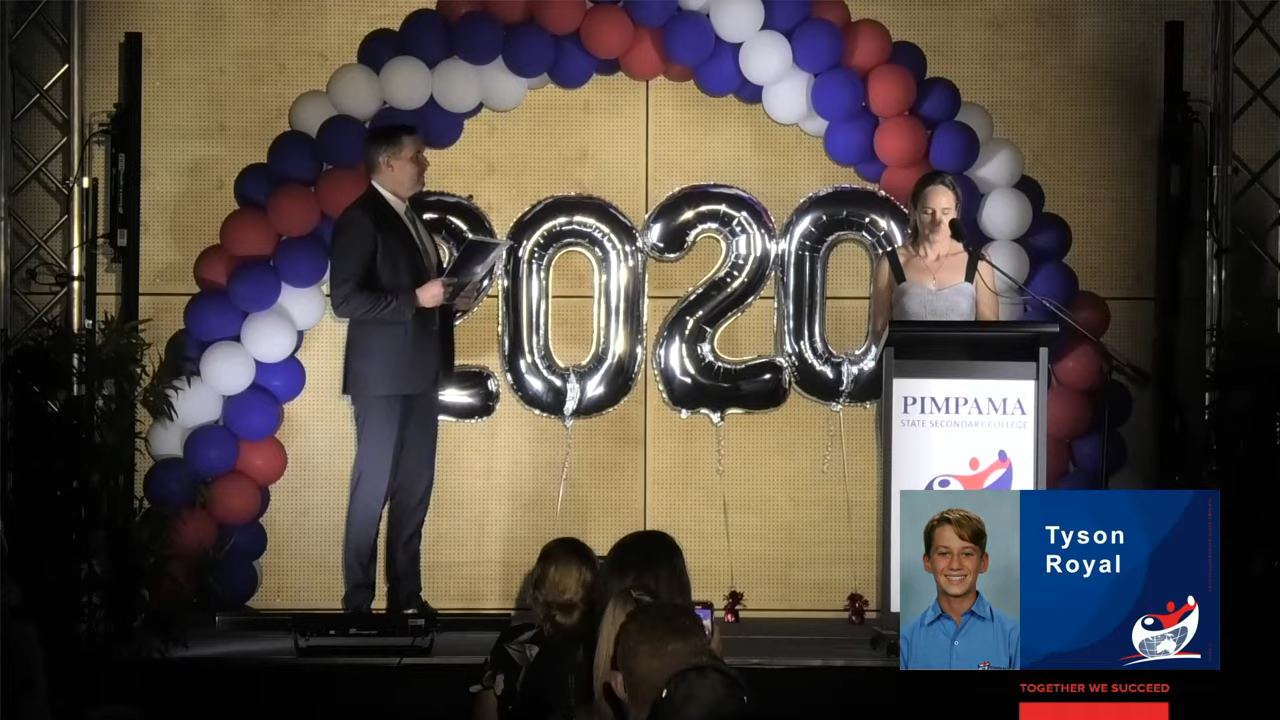 2020
PIMPAMA
STATE SECONDARY COLLEGE
Tyson
Royal
TOGETHER WE SUCCEED